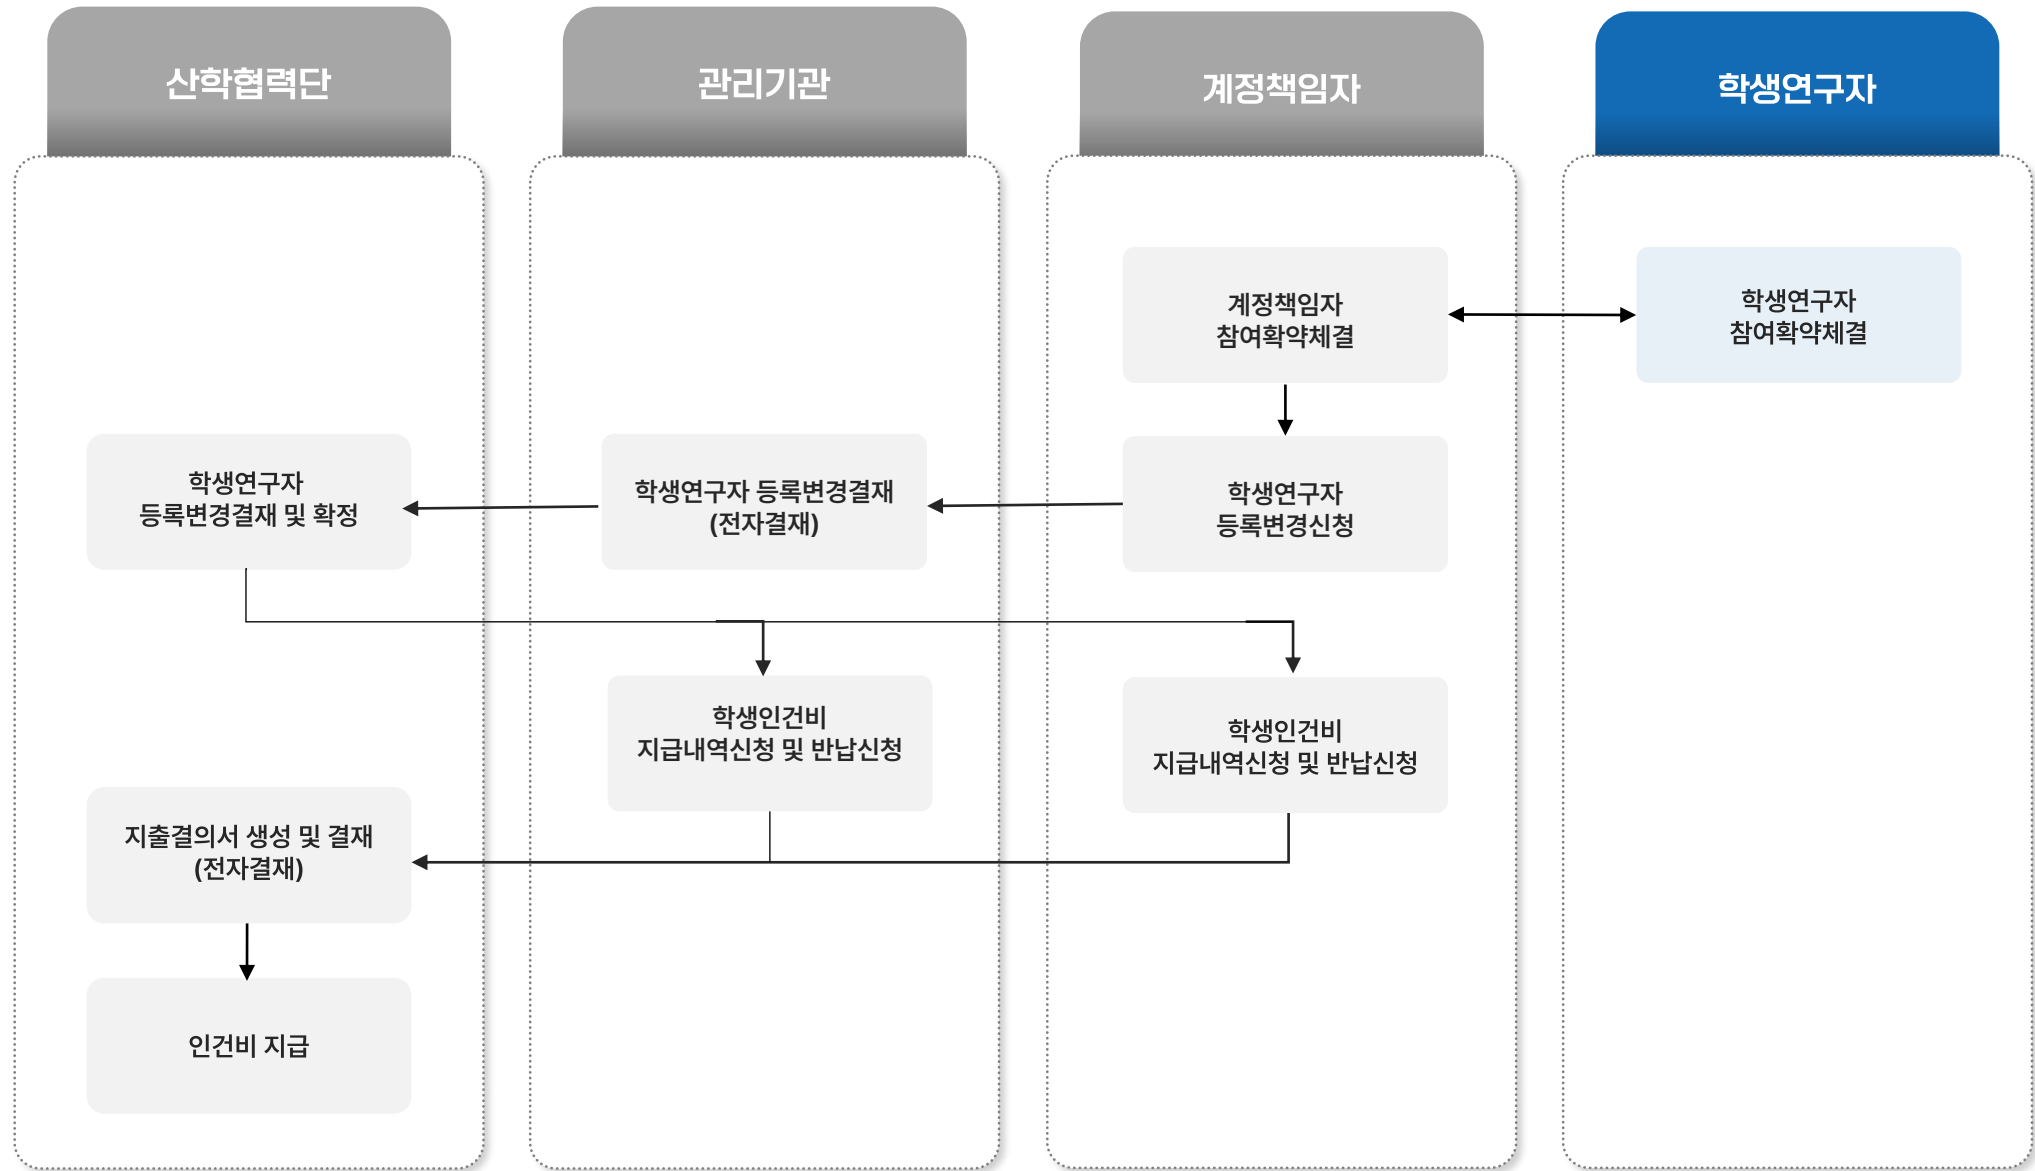 산학협력단
관리기관
계정책임자
학생연구자
계정책임자
참여확약체결
학생연구자
참여확약체결
학생연구자
등록변경결재 및 확정
학생연구자 등록변경결재
(전자결재)
학생연구자
등록변경신청
학생인건비
지급내역신청 및 반납신청
학생인건비
지급내역신청 및 반납신청
지출결의서 생성 및 결재
(전자결재)
인건비 지급